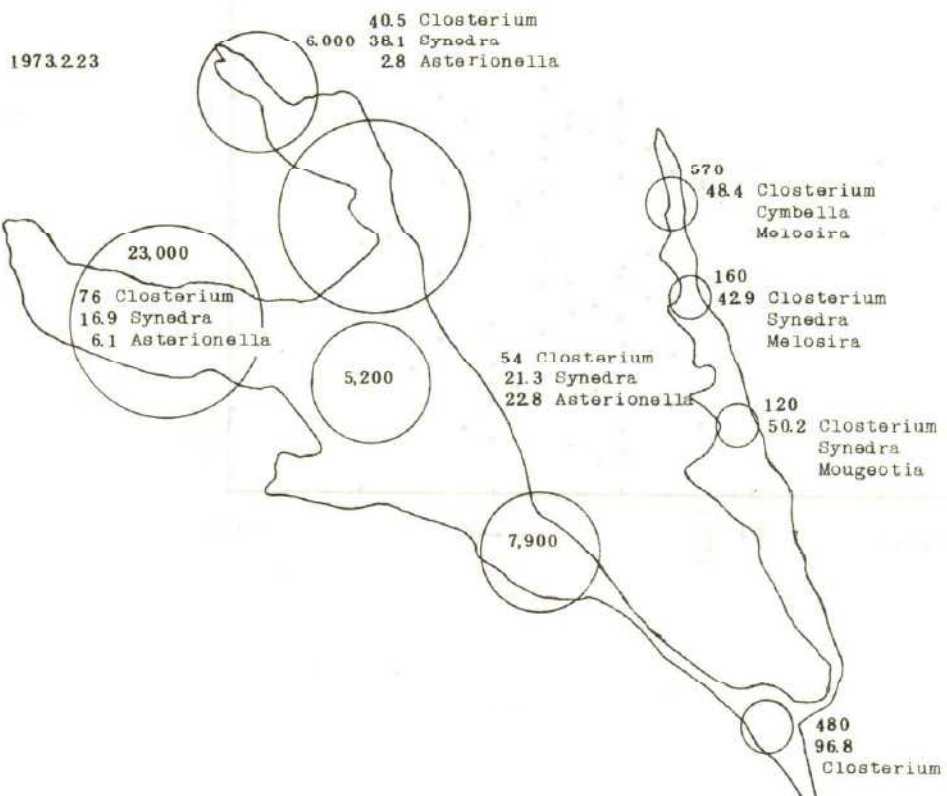 1973.2.23
40.5 Closterium
6.000 38.1 Synedra
2.8 Asterionella
570
48.4 Closterium
Cymbella
Melosira
23,000
76 Closterium
16.9 Synedra
6.1 Asterionella
160
42.9 Closterium
Synedra
Melosira
5,200
54 Closterium
21.3 Synedra
22.8 Asterionella
120
50.2 Closterium
Synedra
Mougeotia
7,900
480
96.8
Closterium